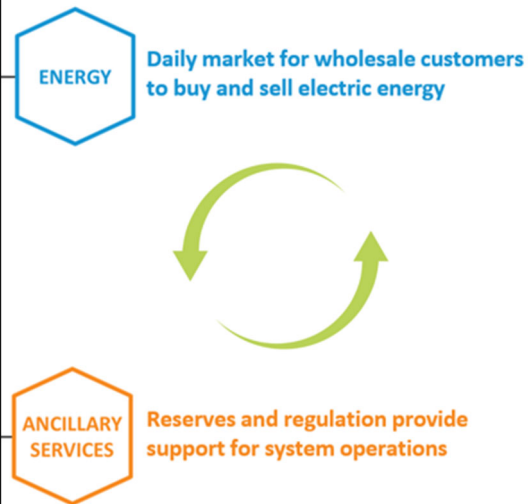 ENERGY
Daily market for wholesale customers
to buy and sell electric energy
ANCILLARY
SERVICES
Reserves and regulation provide
support for system operations